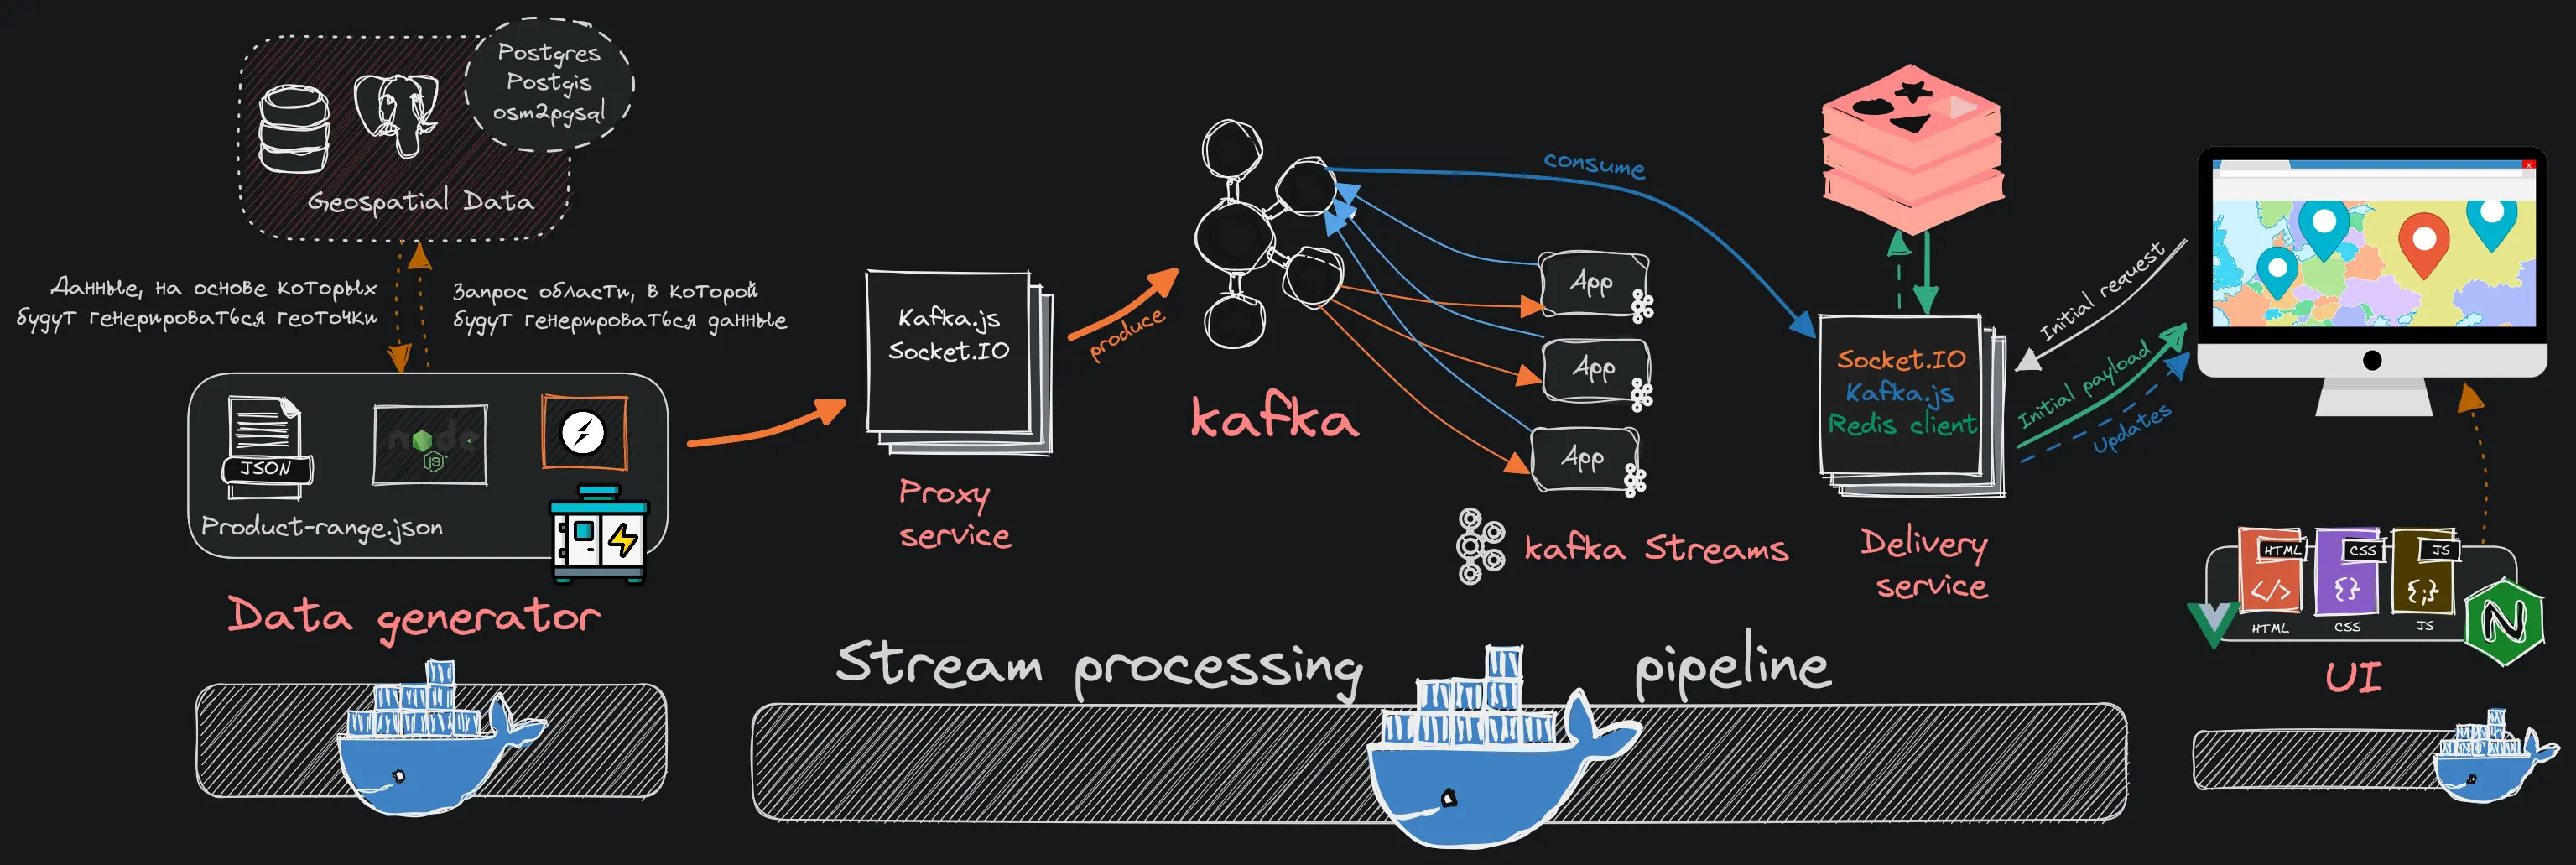 Postgres
Postgis
osm2pgsql
Geospatial Data
Данные, на основе которых
будут генерироваться геоточки
Запрос области, в которой
будут генерироваться данные
JSON
node
JS
Product-range.json
Data generator
Kafka.js
Socket.IO
Proxy
service
produce
kafka
consume
App
App
App
kafka Streams
Socket.IO
Kafka.js
Redis client
Delivery
service
Initial request
Initial payload
Updates
x
HTML
CSS
JS
</>
{}
{;}
HTML
CSS
JS
N
UI
Stream processing pipeline